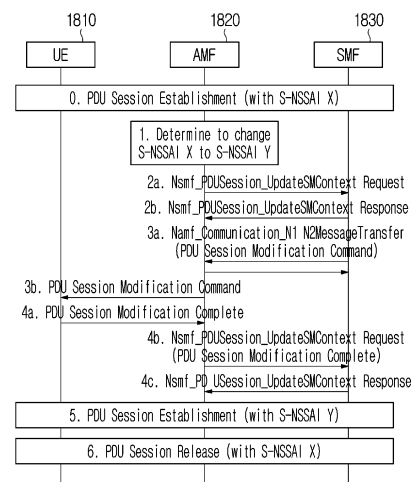 1810 1820 1830
UE AMF SMF
0. PDU Session Establishment (with S-NSSAI X)
1. Determine to change
S-NSSAI X to S-NSSAI Y
2a. Nsmf_PDUSession_UpdateSMContext Request
2b. Nsmf_PDUSession_UpdateSMContext Response
3a. Namf_Communication_N1 N2MessageTransfer
(PDU Session Modification Command)
3b. PDU Session Modification Command
4a. PDU Session Modification Complete
4b. Nsmf_PDUSession_UpdateSMContext Request
(PDU Session Modification Complete)
4c. Nsmf_PD USession_UpdateSMContext Response
5. PDU Session Establishment (with S-NSSAI Y)
6. PDU Session Release (with S-NSSAI X)